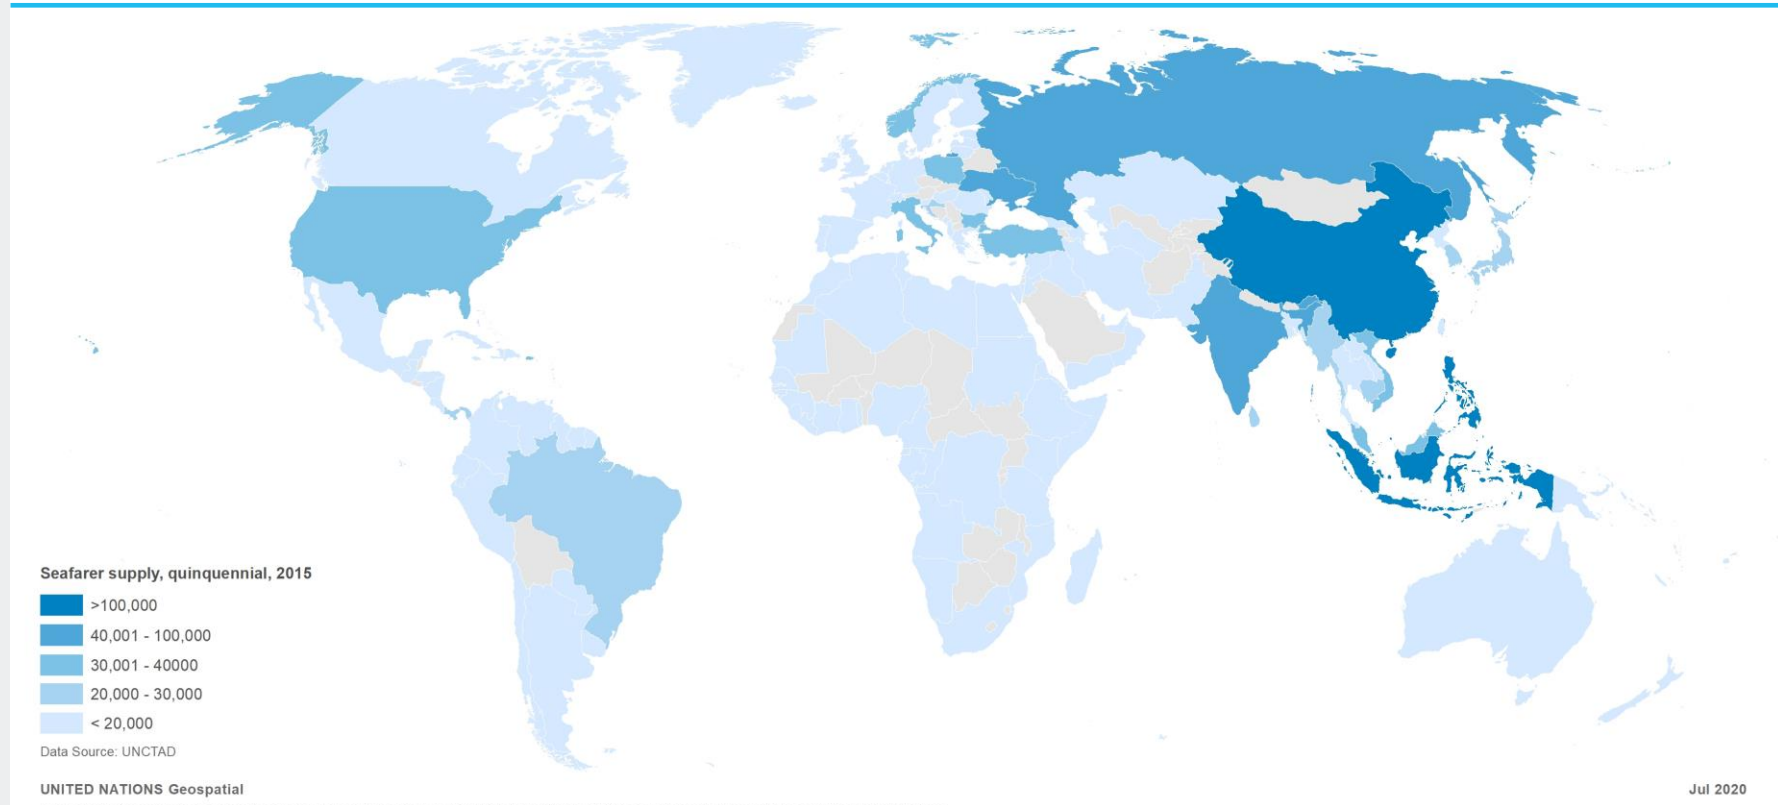 Seafarer supply, quinquennial, 2015
>100,000
40,001 - 100,000
30,001 - 40000
20,000 - 30,000
< 20,000
Data Source: UNCTAD
UNITED NATIONS Geospatial
Jul 2020